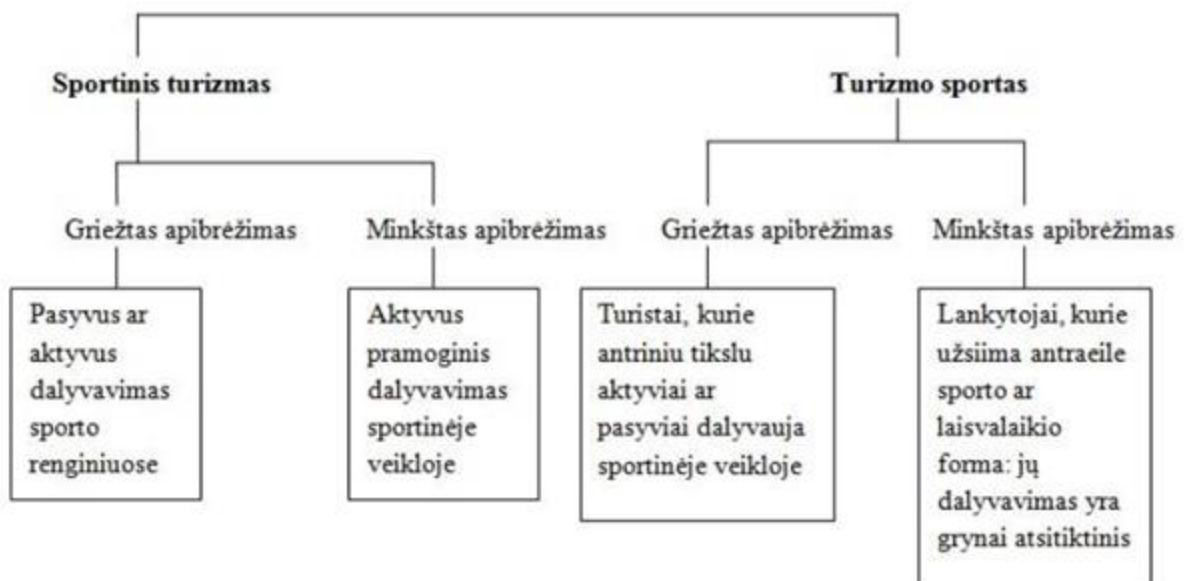 Sportinis turizmas
Turizmo sportas
Griežtas apibrėžimas
Minkštas apibrėžimas
Griežtas apibrėžimas
Minkštas apibrėžimas
Pasyvus ar
aktyvus
dalyvavimas
sporto
renginiuose
Aktyvus
pramoginis
dalyvavimas
sportinėje
veikloje
Turistai, kurie
antriniu tikslu
aktyviai ar
pasyviai dalyvauja
sportinėje veikloje
Lankytojai, kurie
užsiima antraeile
sporto ar
laisvalaikio
forma: jų
dalyvavimas yra
grynai atsitiktinis